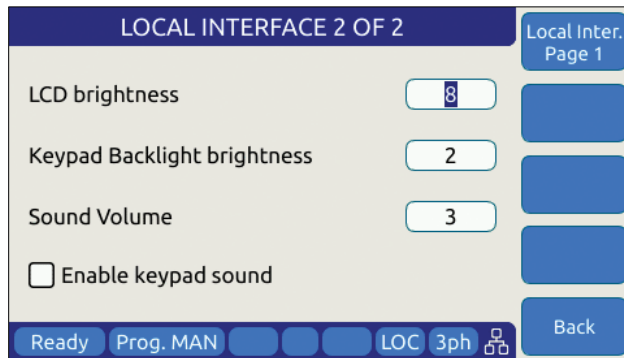 LOCAL INTERFACE 2 OF 2
Local Inter.
Page 1
LCD brightness
8
Keypad Backlight brightness
2
Sound Volume
3
Enable keypad sound
Back
Ready
Prog. MAN
LOC
3ph